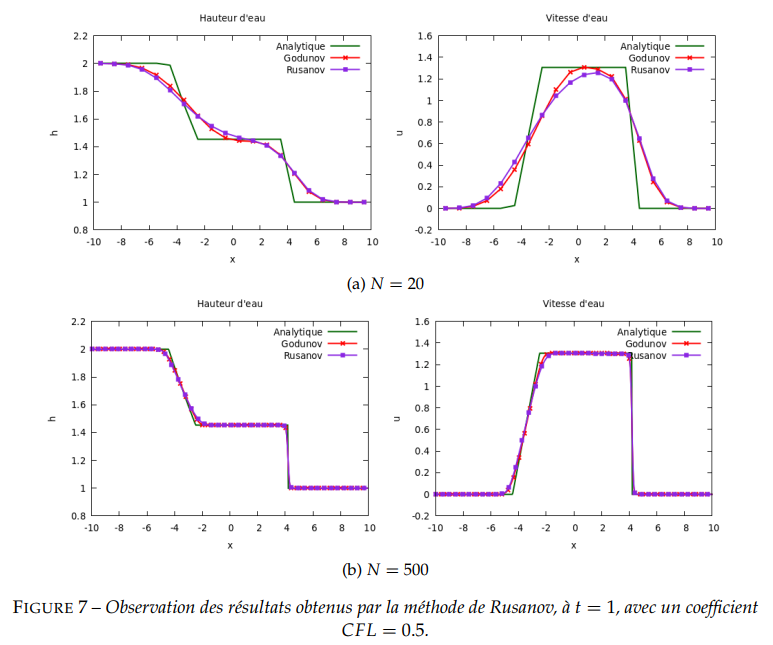 Hauteur d'eau
2.2
2
1.8
1.6
1.4
1.2
1
0.8
h
-10 -8 -6 -4 -2 0 2 4 6 8 10
x
Analytique
Godunov
Rusanov
Vitesse d'eau
1.6
1.4
1.2
1
0.8
0.6
0.4
0.2
0
-0.2
u
-10 -8 -6 -4 -2 0 2 4 6 8 10
x
Analytique
Godunov
Rusanov
(a) N = 20
Hauteur d'eau
2.2
2
1.8
1.6
1.4
1.2
1
0.8
h
-10 -8 -6 -4 -2 0 2 4 6 8 10
x
Analytique
Godunov
Rusanov
Vitesse d'eau
1.6
1.4
1.2
1
0.8
0.6
0.4
0.2
0
-0.2
u
-10 -8 -6 -4 -2 0 2 4 6 8 10
x
Analytique
Godunov
Rusanov
(b) N = 500
FIGURE 7 – Observation des résultats obtenus par la méthode de Rusanov, à t = 1, avec un coefficient
CFL = 0.5.